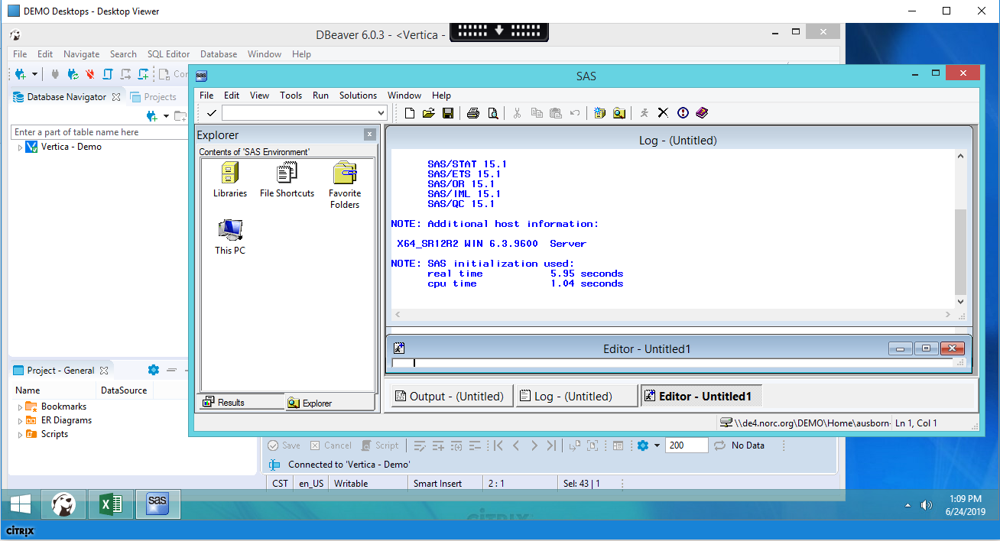 DEMO Desktops - Desktop Viewer
DBeaver 6.0.3 - <Vertica -
File Edit Navigate Search SQL Editor Database Window Help
Database Navigator
Projects
Enter a part of table name here
Vertica - Demo
Project - General
Name DataSource
Bookmarks
ER Diagrams
Scripts
sas
SAS
File Edit View Tools Run Solutions Window Help
Explorer
Contents of 'SAS Environment'
Libraries
File Shortcuts
Favorite
Folders
This PC
Results
Explorer
Log - (Untitled)
SAS/STAT 15.1
SAS/ETS 15.1
SAS/OR 15.1
SAS/IML 15.1
SAS/QC 15.1
NOTE: Additional host information:
X64_SR12R2 WIN 6.3.9600 Server
NOTE: SAS initialization used:
real time 5.95 seconds
cpu time 1.04 seconds
Editor - Untitled1
Output - (Untitled)
Log - (Untitled)
Editor - Untitled1
\\de4.norc.org\DEMO\Home\ausborn-
Ln 1, Col 1
Save Cancel Script 200 No Data
Connected to 'Vertica - Demo'
CST en_US Writable Smart Insert 2 : 1 Sel: 43 | 1
sas
1:09 PM
6/24/2019
CITRIX